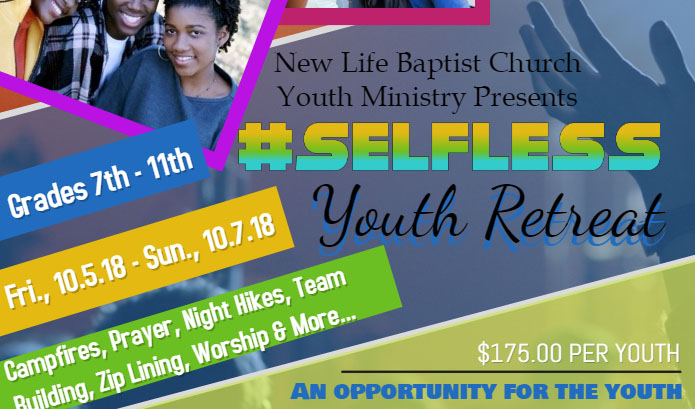 New Life Baptist Church
Youth Ministry Presents
#SELFLESS
Youth Retreat
Grades 7th - 11th
Fri., 10.5.18 - Sun., 10.7.18
Campfires, Prayer, Night Hikes, Team
Building, Zip Lining, Worship & More...
$175.00 PER YOUTH
AN OPPORTUNITY FOR THE YOUTH